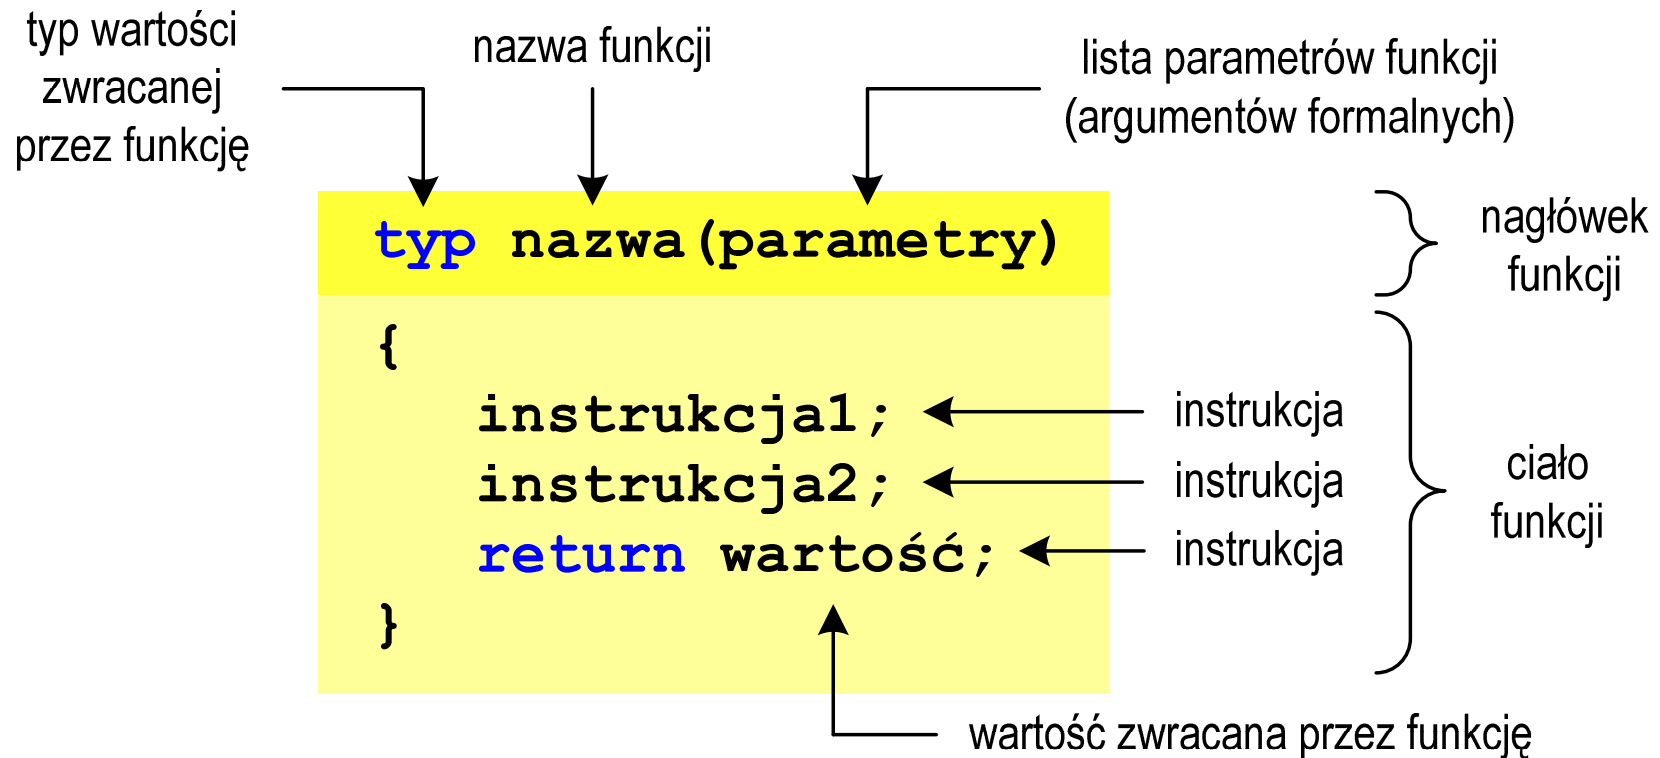 typ wartości
zwracanej
przez funkcję
nazwa funkcji
lista parametrów funkcji
(argumentów formalnych)
typ nazwa(parametry)
nagłówek
funkcji
{
instrukcja1;
instrukcja
instrukcja2;
instrukcja
return wartość;
instrukcja
}
ciało
funkcji
wartość zwracana przez funkcję